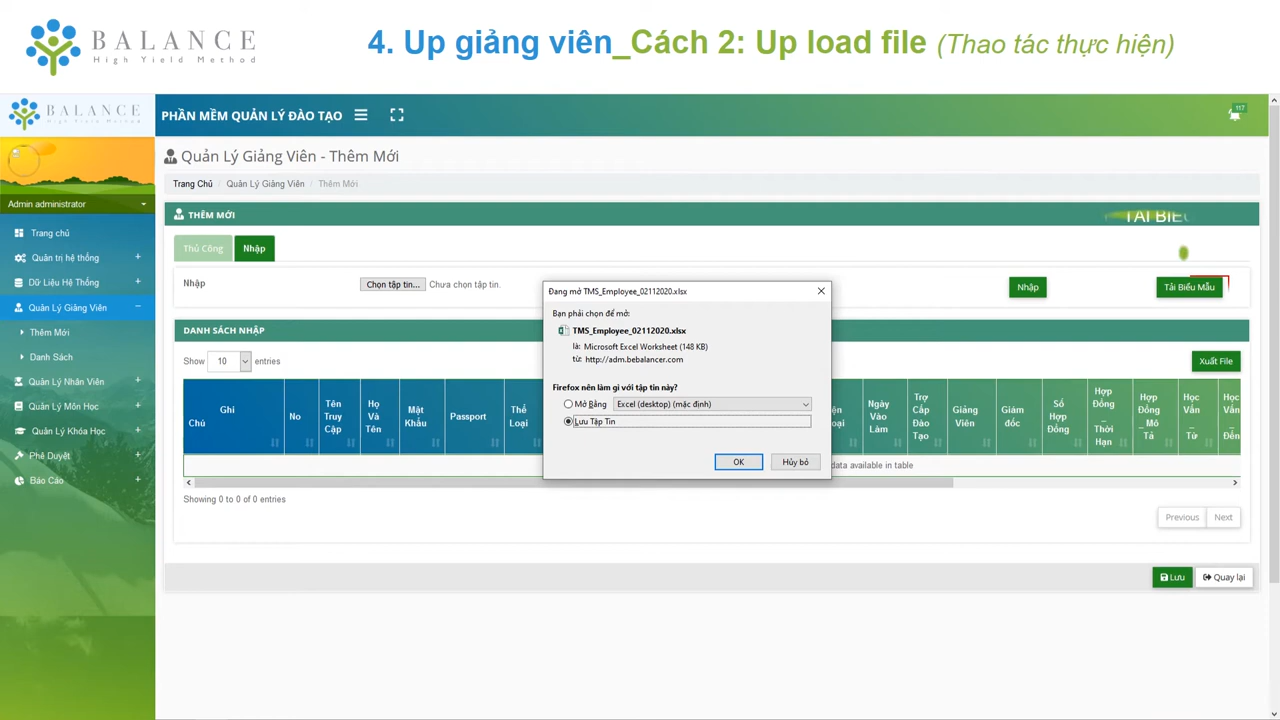 BALANCE
High Yield Method
4. Up giảng viên_Cách 2: Up load file (Thao tác thực hiện)
BALANCE
PHẦN MỀM QUẢN LÝ ĐÀO TẠO
117
Quản Lý Giảng Viên - Thêm Mới
Trang Chủ / Quản Lý Giảng Viên / Thêm Mới
Admin administrator
Trang chủ
Quản trị hệ thống +
Dữ Liệu Hệ Thống −
Quản Lý Giảng Viên −
Thêm Mới
Danh Sách
Quản Lý Nhân Viên +
Quản Lý Môn Học +
Quản Lý Khóa Học +
Phê Duyệt +
Báo Cáo +
THÊM MỚI
TẢI BIỂU
Thủ Công
Nhập
Nhập
Chọn tập tin... Chưa chọn tập tin.
Nhập
Tải Biểu Mẫu
DANH SÁCH NHẬP
Show 10 entries
Xuất File
Ghi Chú
No
Tên Truy Cập
Họ Và Tên
Mật Khẩu
Passport
Thể Loại
Ngày Vào Làm
Trợ Cấp Đào Tạo
Giảng Viên
Giám đốc
Số Hợp Đồng
Hợp Đồng _ Thời Hạn
Hợp Đồng _ Mô Tả
Học Vấn _ Từ
Học Vấn _ Đến
data available in table
Showing 0 to 0 of 0 entries
Previous
Next
Lưu
Quay lại
Đang mở TMS_Employee_02112020.xlsx
Bạn phải chọn để mở:
TMS_Employee_02112020.xlsx
là: Microsoft Excel Worksheet (148 KB)
từ: http://adm.bebalancer.com
Firefox nên làm gì với tập tin này?
Mở Bằng Excel (desktop) (mặc định)
Lưu Tập Tin
OK
Hủy bỏ